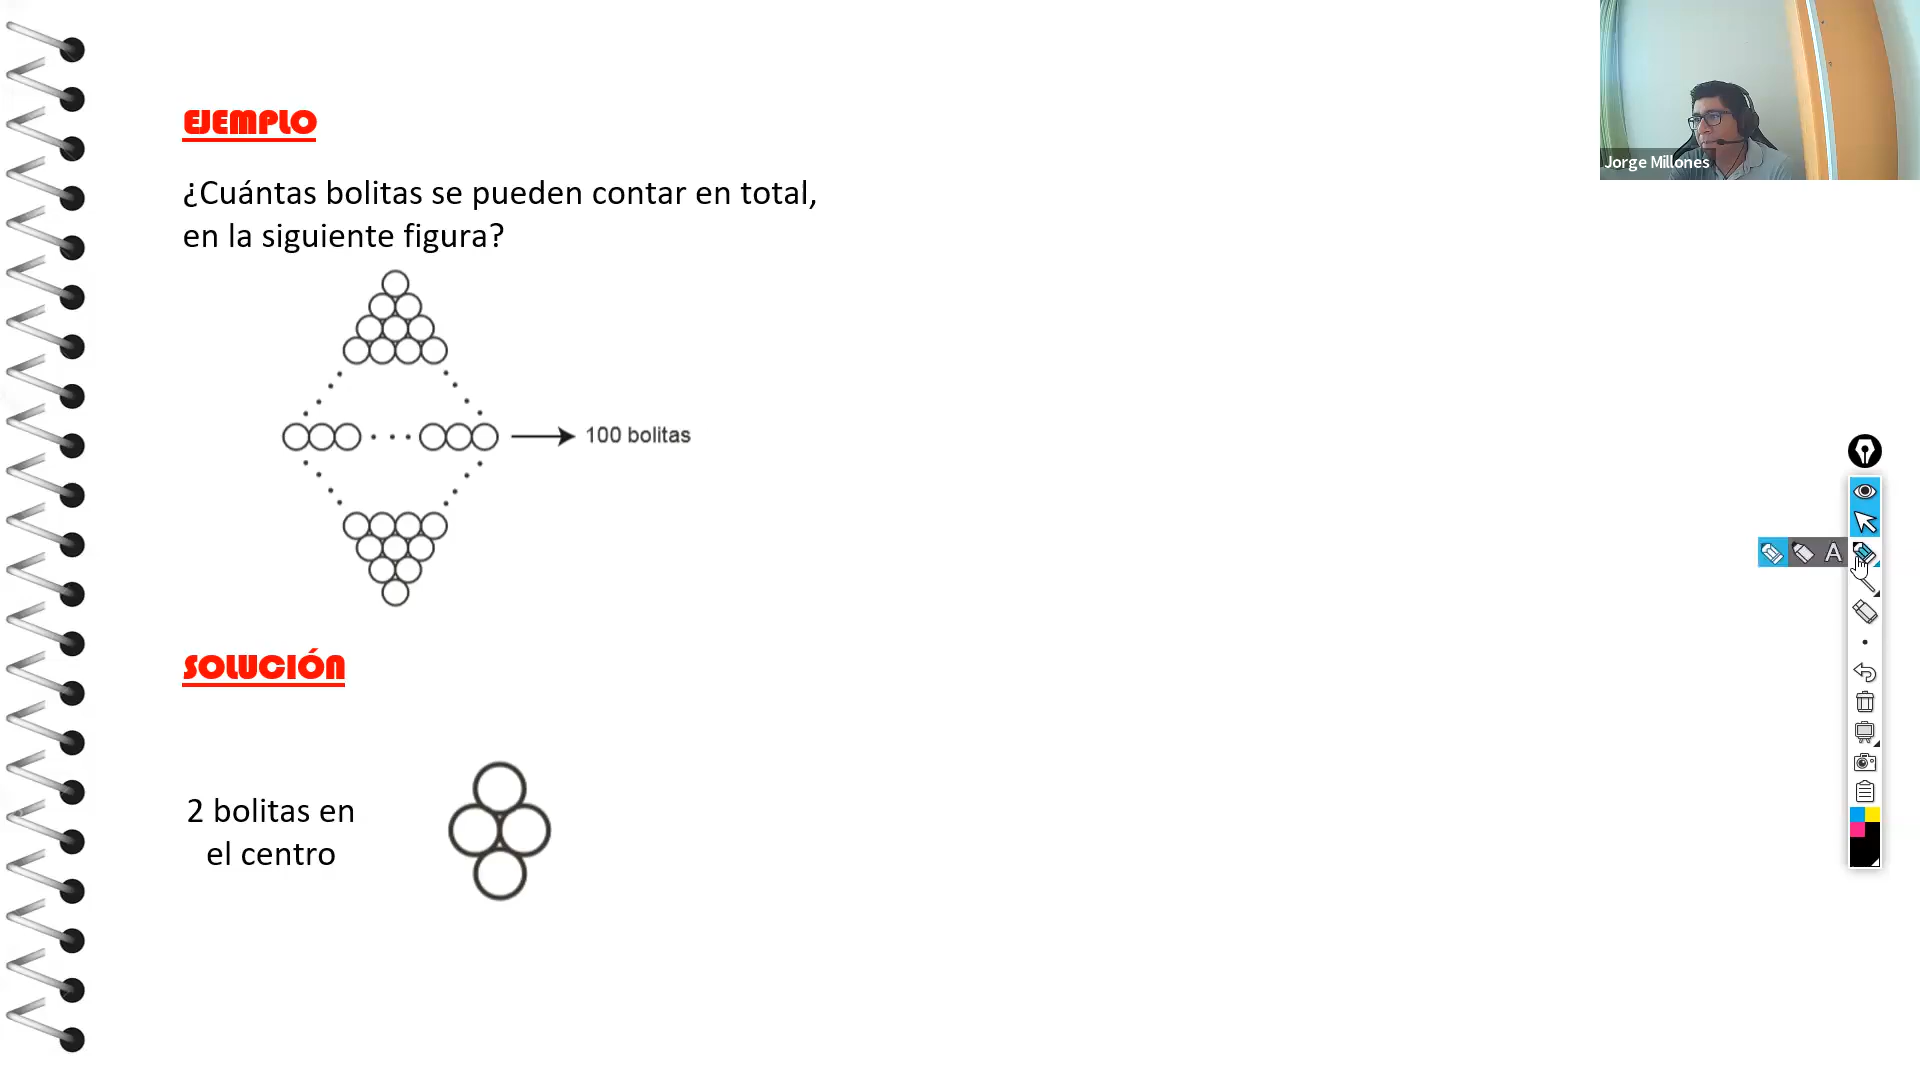 EJEMPLO
¿Cuántas bolitas se pueden contar en total,
en la siguiente figura?
100 bolitas
SOLUCIÓN
2 bolitas en
el centro
Jorge Millones
A